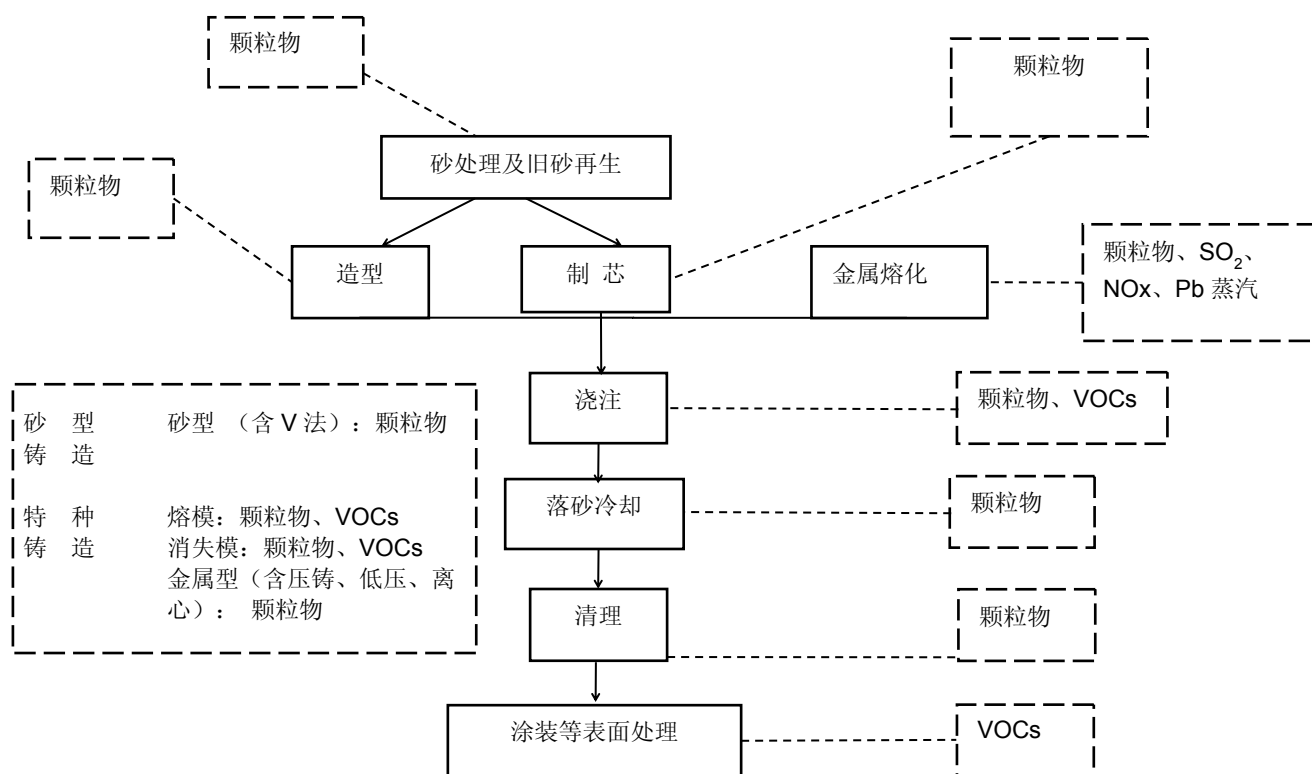 颗粒物
颗粒物
砂处理及旧砂再生
颗粒物
造型
制 芯
金属熔化
颗粒物、SO₂、
NOx、Pb 蒸汽
浇注
颗粒物、VOCs
砂 型 砂型 （含 V 法）：颗粒物
铸 造
特 种 熔模：颗粒物、VOCs
铸 造 消失模：颗粒物、VOCs
金属型（含压铸、低压、离
心）： 颗粒物
落砂冷却
颗粒物
清理
颗粒物
涂装等表面处理
VOCs